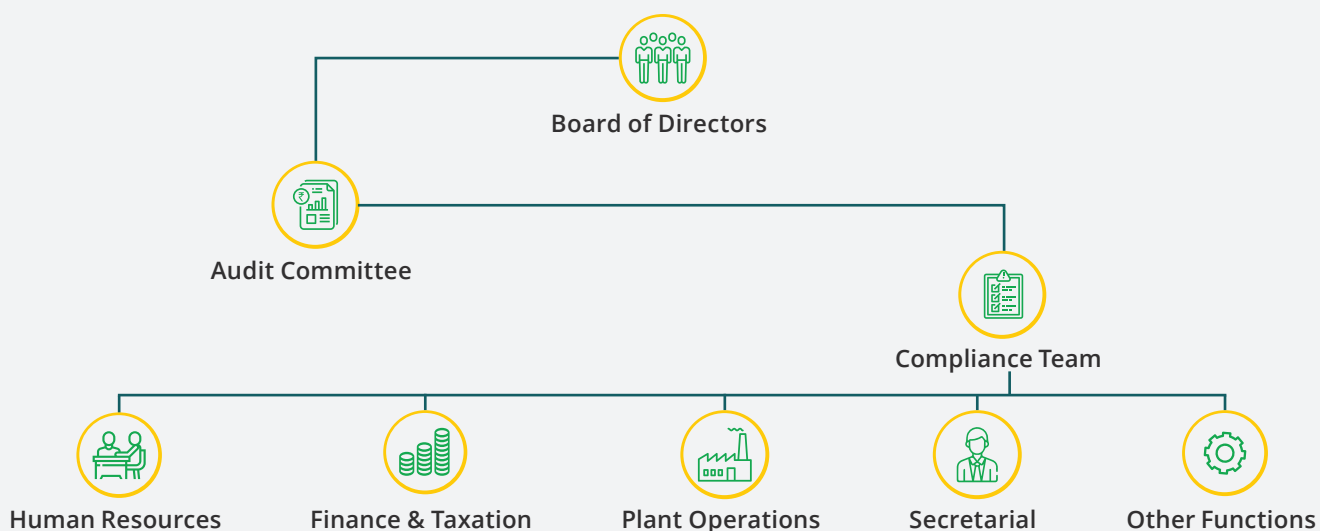 Board of Directors
₹
Audit Committee
Compliance Team
Human Resources
Finance & Taxation
Plant Operations
Secretarial
Other Functions